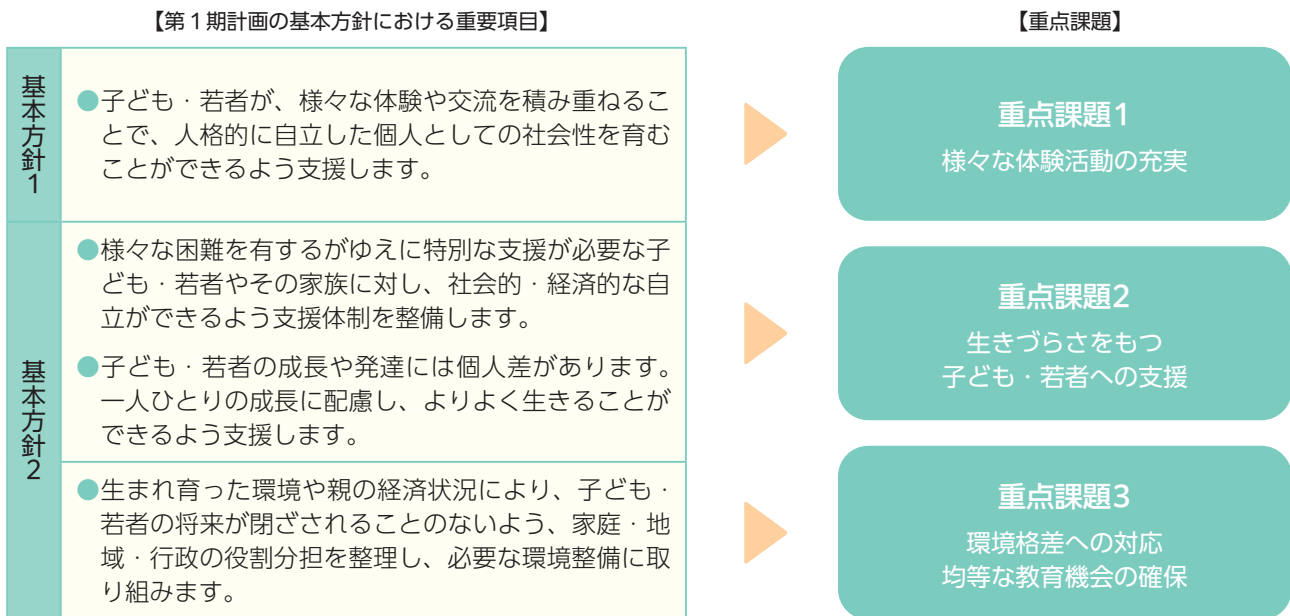 【第1期計画の基本方針における重要項目】
【重点課題】
基本方針1
●子ども・若者が、様々な体験や交流を積み重ねるこ
とで、人格的に自立した個人としての社会性を育む
ことができるよう支援します。
重点課題1
様々な体験活動の充実
基本方針2
●様々な困難を有するがゆえに特別な支援が必要な子
ども・若者やその家族に対し、社会的・経済的な自
立ができるよう支援体制を整備します。
●子ども・若者の成長や発達には個人差があります。
一人ひとりの成長に配慮し、よりよく生きることが
できるよう支援します。
重点課題2
生きづらさをもつ
子ども・若者への支援
●生まれ育った環境や親の経済状況により、子ども・
若者の将来が閉ざされることのないよう、家庭・地
域・行政の役割分担を整理し、必要な環境整備に取
り組みます。
重点課題3
環境格差への対応
均等な教育機会の確保